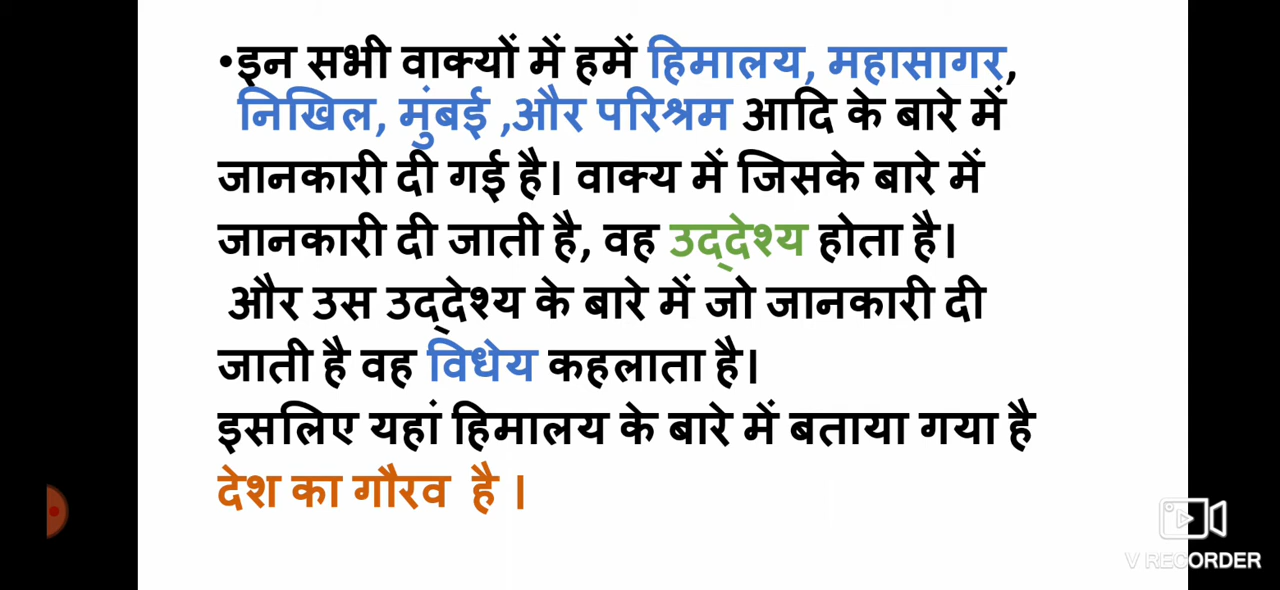 •इन सभी वाक्यों में हमें हिमालय, महासागर,
निखिल, मुंबई ,और परिश्रम आदि के बारे में
जानकारी दी गई है। वाक्य में जिसके बारे में
जानकारी दी जाती है, वह उद्देश्य होता है।
और उस उद्देश्य के बारे में जो जानकारी दी
जाती है वह विधेय कहलाता है।
इसलिए यहां हिमालय के बारे में बताया गया है
देश का गौरव है ।
V RECORDER